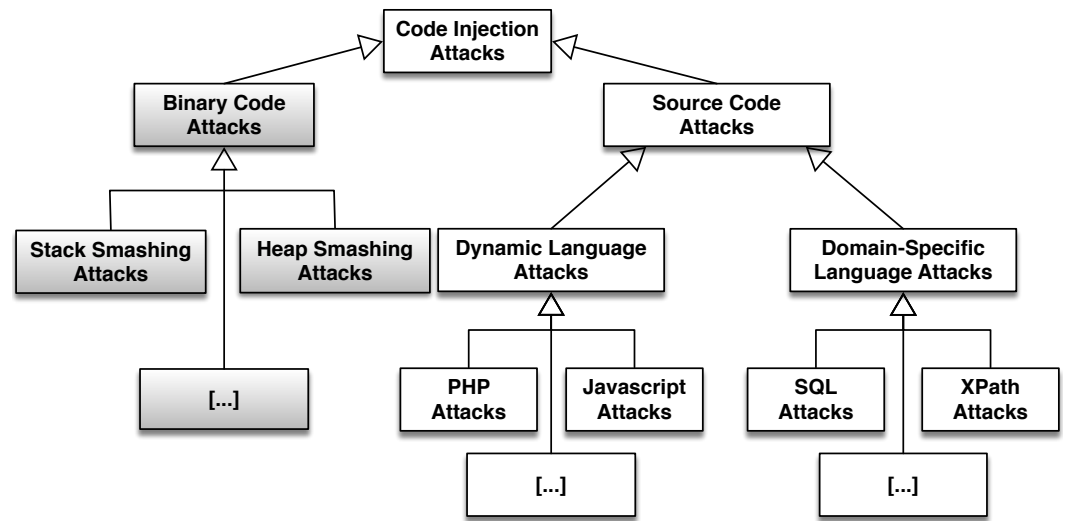 Code Injection
Attacks
Binary Code
Attacks
Source Code
Attacks
Stack Smashing
Attacks
Heap Smashing
Attacks
Dynamic Language
Attacks
Domain-Specific
Language Attacks
[...]
PHP
Attacks
Javascript
Attacks
SQL
Attacks
XPath
Attacks
[...]
[...]